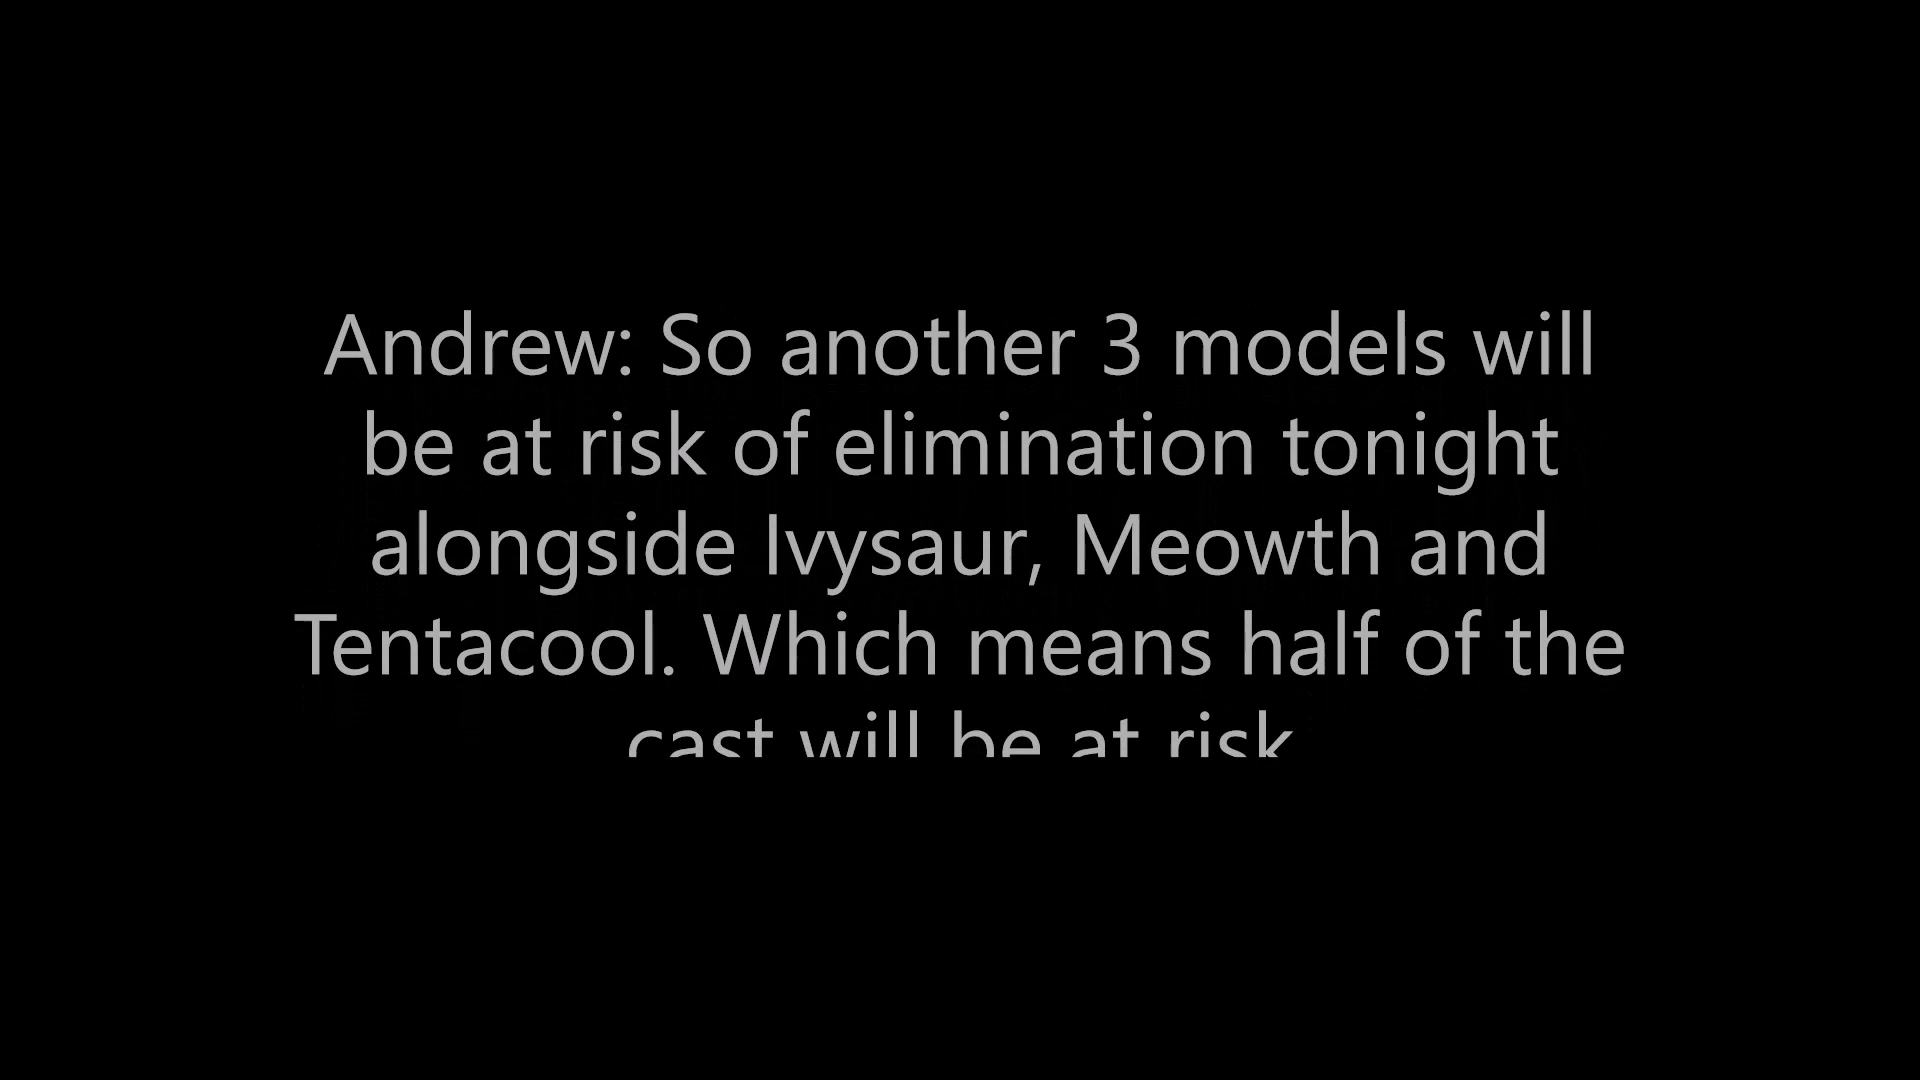 Andrew: So another 3 models will
be at risk of elimination tonight
alongside Ivysaur, Meowth and
Tentacool. Which means half of the
cast will be at risk